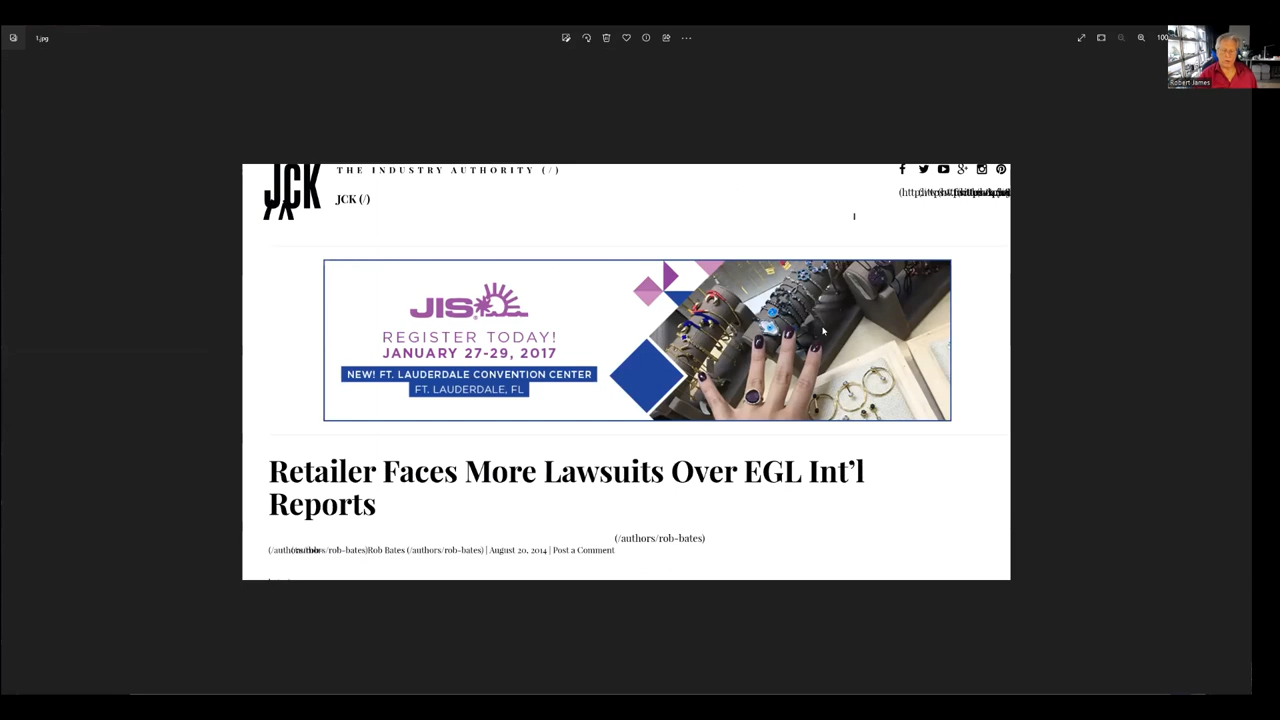 1.jpg
100
Robert James
JCK
THE INDUSTRY AUTHORITY (/)
JCK (/)
JIS
REGISTER TODAY!
JANUARY 27-29, 2017
NEW! FT. LAUDERDALE CONVENTION CENTER
FT. LAUDERDALE, FL
Retailer Faces More Lawsuits Over EGL Int'l
Reports
(/authors/rob-bates)
Rob Bates (/authors/rob-bates) | August 20, 2014 | Post a Comment